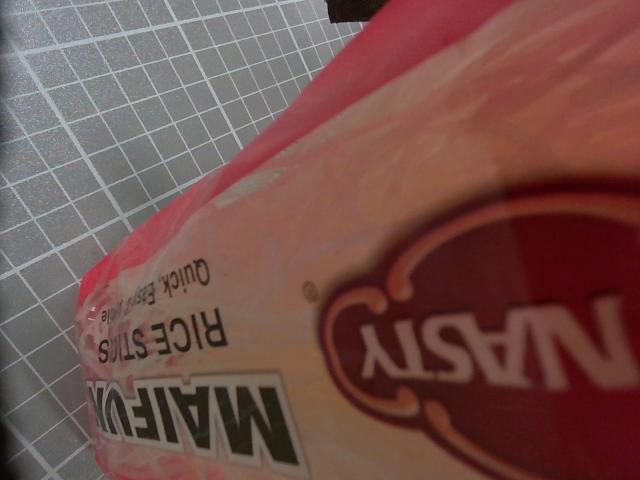 NASTY
®
MAIFUN
RICE STICKS
Quick, Easy